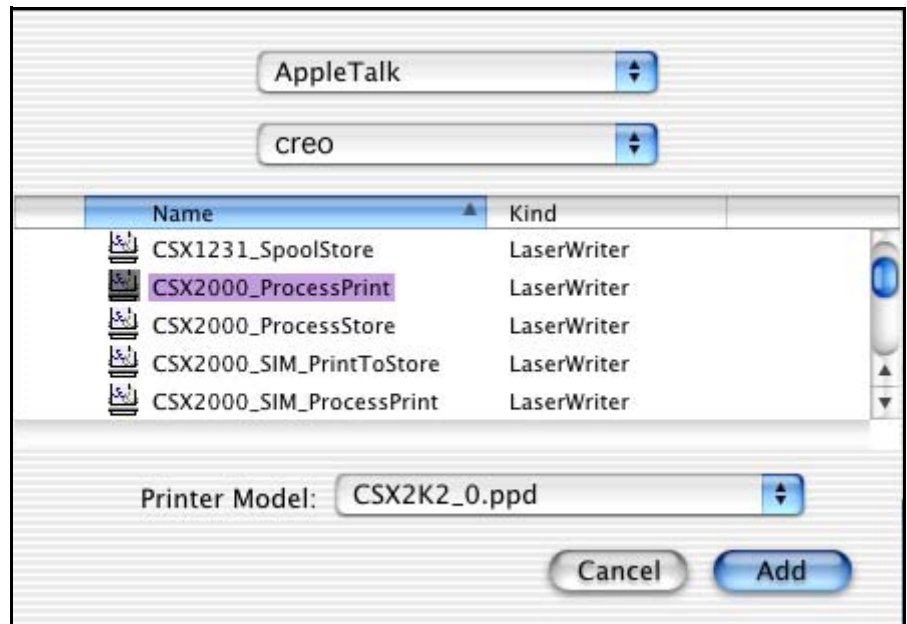 AppleTalk
creo
Name Kind
CSX1231_SpoolStore LaserWriter
CSX2000_ProcessPrint LaserWriter
CSX2000_ProcessStore LaserWriter
CSX2000_SIM_PrintToStore LaserWriter
CSX2000_SIM_ProcessPrint LaserWriter
Printer Model: CSX2K2_0.ppd
Cancel Add